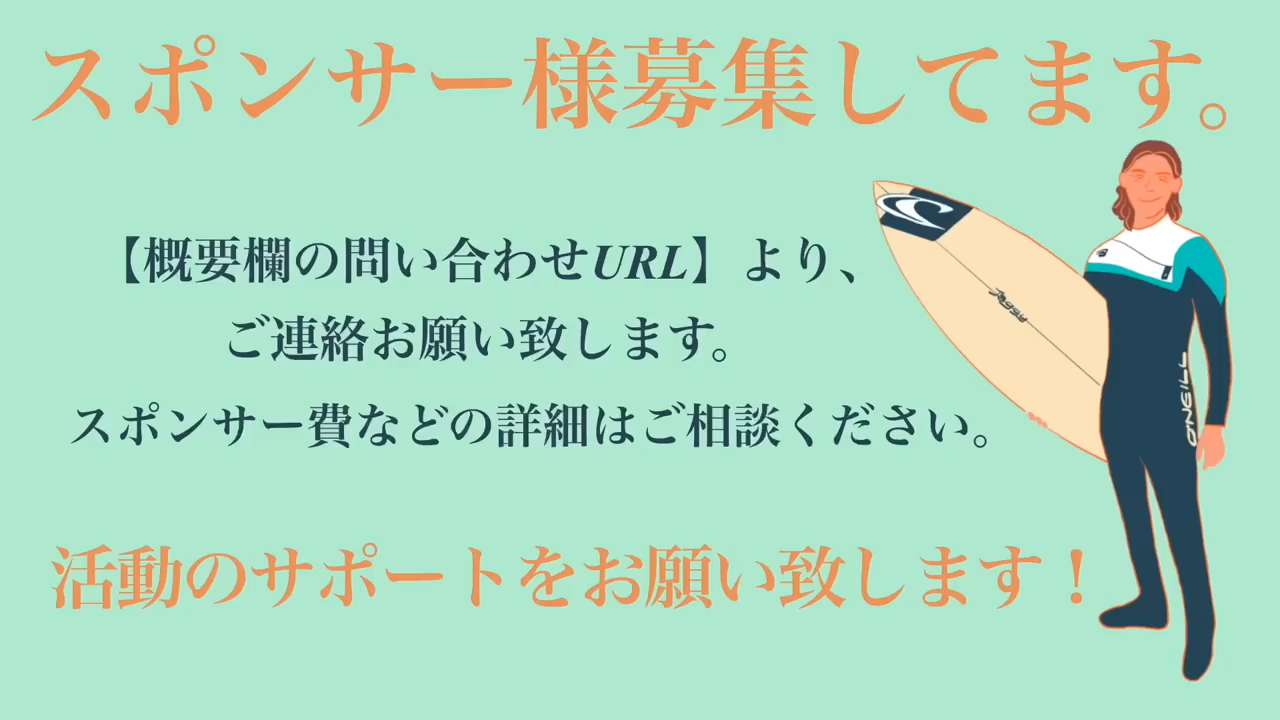 スポンサー様募集してます。
【概要欄の問い合わせURL】より、
ご連絡お願い致します。
スポンサー費などの詳細はご相談ください。
活動のサポートをお願い致します！